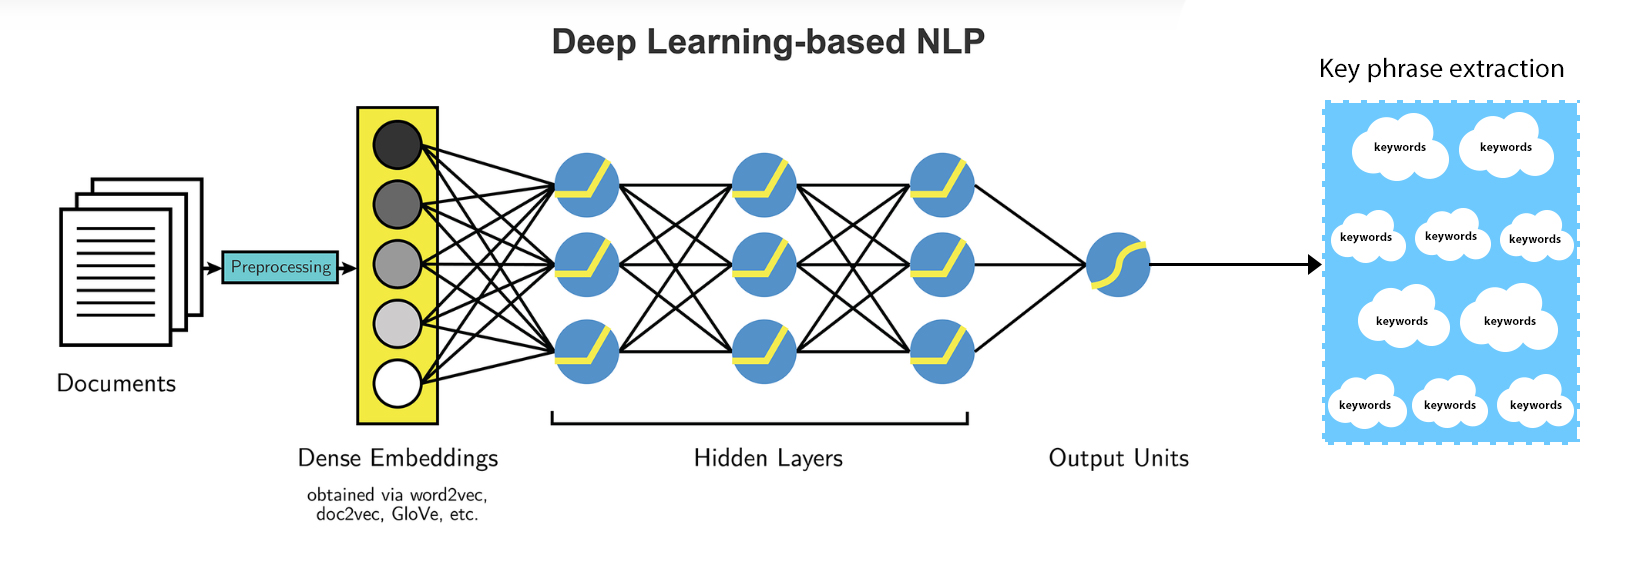 Deep Learning-based NLP
Key phrase extraction
keywords keywords
keywords keywords keywords
keywords keywords
keywords keywords keywords
Preprocessing
Documents
Dense Embeddings
obtained via word2vec,
doc2vec, GloVe, etc.
Hidden Layers
Output Units